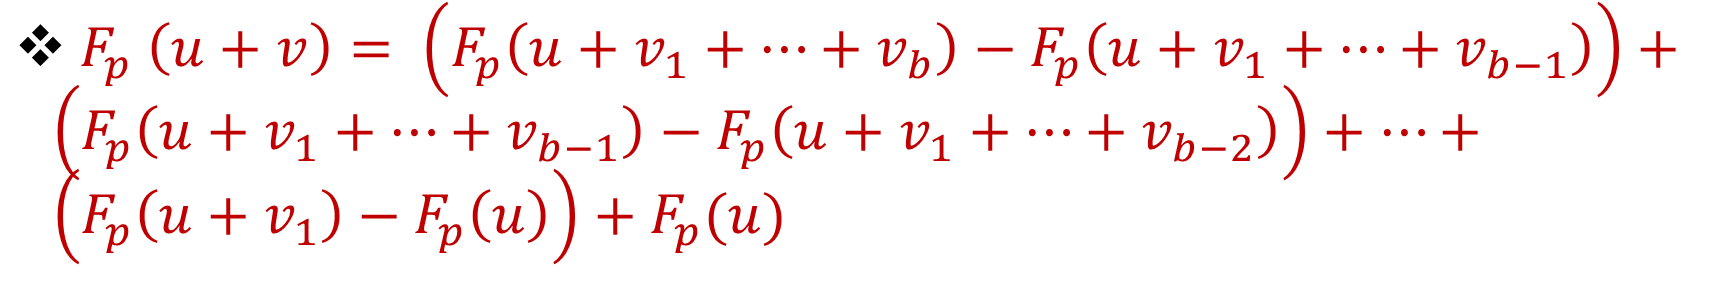 ❖ F_p (u + v) = (F_p(u + v_1 + ⋯ + v_b) − F_p(u + v_1 + ⋯ + v_{b−1})) +
(F_p(u + v_1 + ⋯ + v_{b−1}) − F_p(u + v_1 + ⋯ + v_{b−2})) + ⋯ +
(F_p(u + v_1) − F_p(u)) + F_p(u)